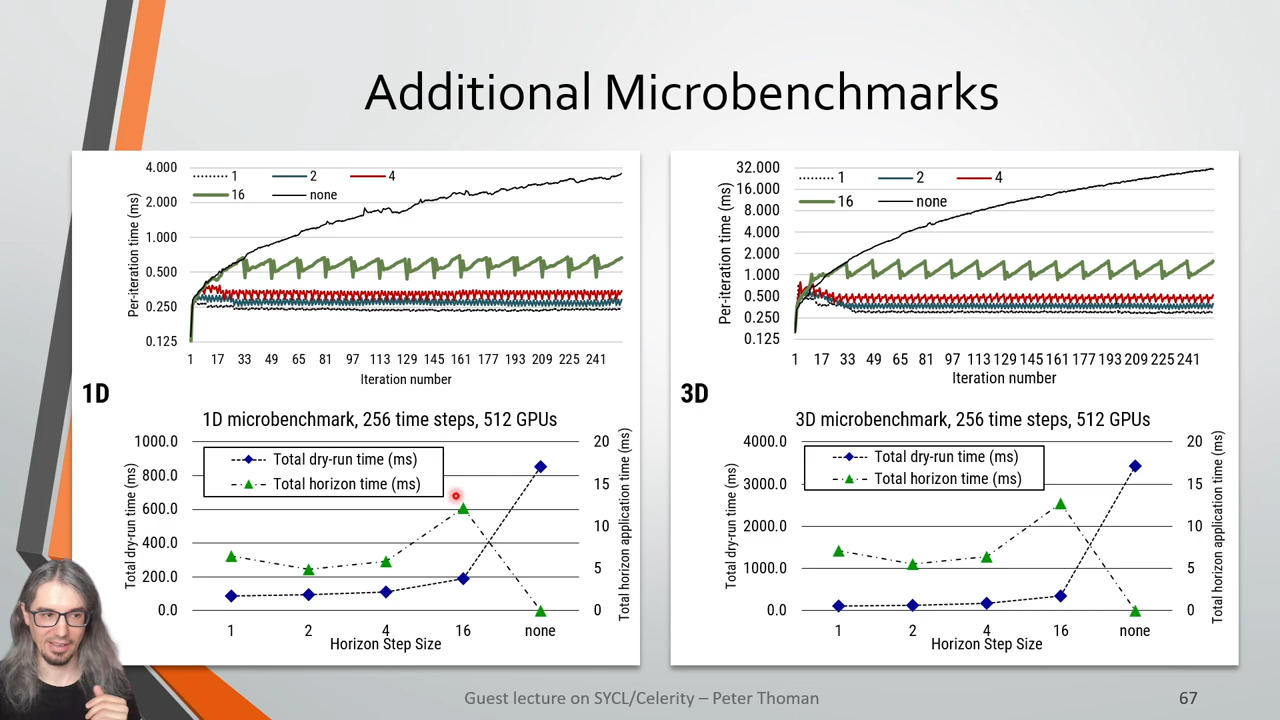 Additional Microbenchmarks
4.000
2.000
1.000
0.500
0.250
0.125
Per-iteration time (ms)
1 2 4
16 none
1 17 33 49 65 81 97 113 129 145 161 177 193 209 225 241
Iteration number
1D
1D microbenchmark, 256 time steps, 512 GPUs
1000.0
800.0
600.0
400.0
200.0
0.0
Total dry-run time (ms)
Total dry-run time (ms)
Total horizon time (ms)
20
15
10
5
0
Total horizon application time (ms)
1 2 4 16 none
Horizon Step Size
32.000
16.000
8.000
4.000
2.000
1.000
0.500
0.250
0.125
Per-iteration time (ms)
1 2 4
16 none
1 17 33 49 65 81 97 113 129 145 161 177 193 209 225 241
Iteration number
3D
3D microbenchmark, 256 time steps, 512 GPUs
4000.0
3000.0
2000.0
1000.0
0.0
Total dry-run time (ms)
Total dry-run time (ms)
Total horizon time (ms)
20
15
10
5
0
Total horizon application time (ms)
1 2 4 16 none
Horizon Step Size
Guest lecture on SYCL/Celerity – Peter Thoman
67